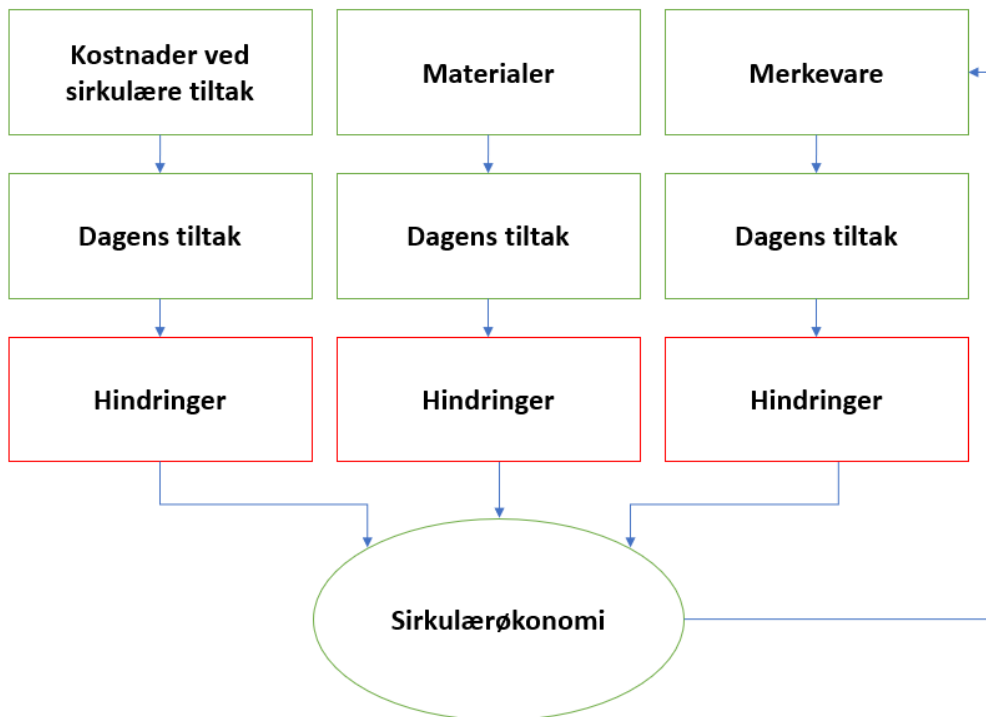 Kostnader ved
sirkulære tiltak
Materialer
Merkevare
Dagens tiltak
Dagens tiltak
Dagens tiltak
Hindringer
Hindringer
Hindringer
Sirkulærøkonomi